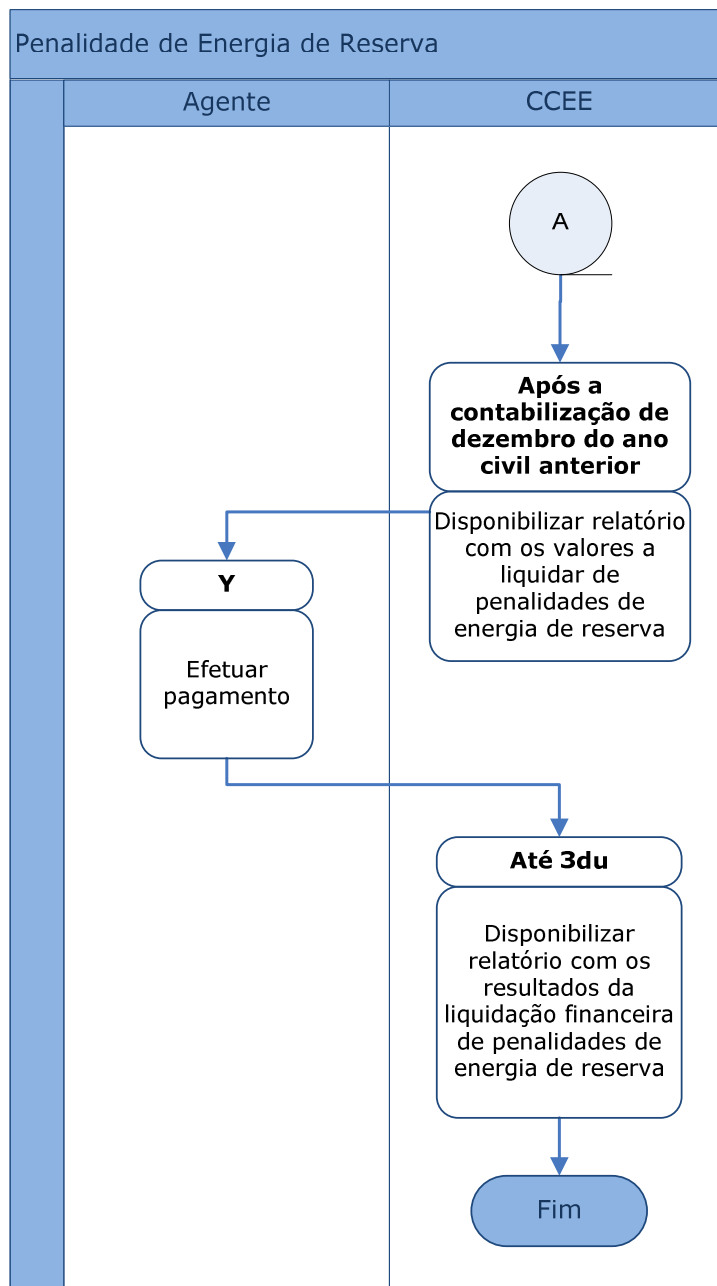 Penalidade de Energia de Reserva
Agente
CCEE
A
Após a
contabilização de
dezembro do ano
civil anterior
Disponibilizar relatório
com os valores a
liquidar de
penalidades de
energia de reserva
Y
Efetuar
pagamento
Até 3du
Disponibilizar
relatório com os
resultados da
liquidação financeira
de penalidades de
energia de reserva
Fim